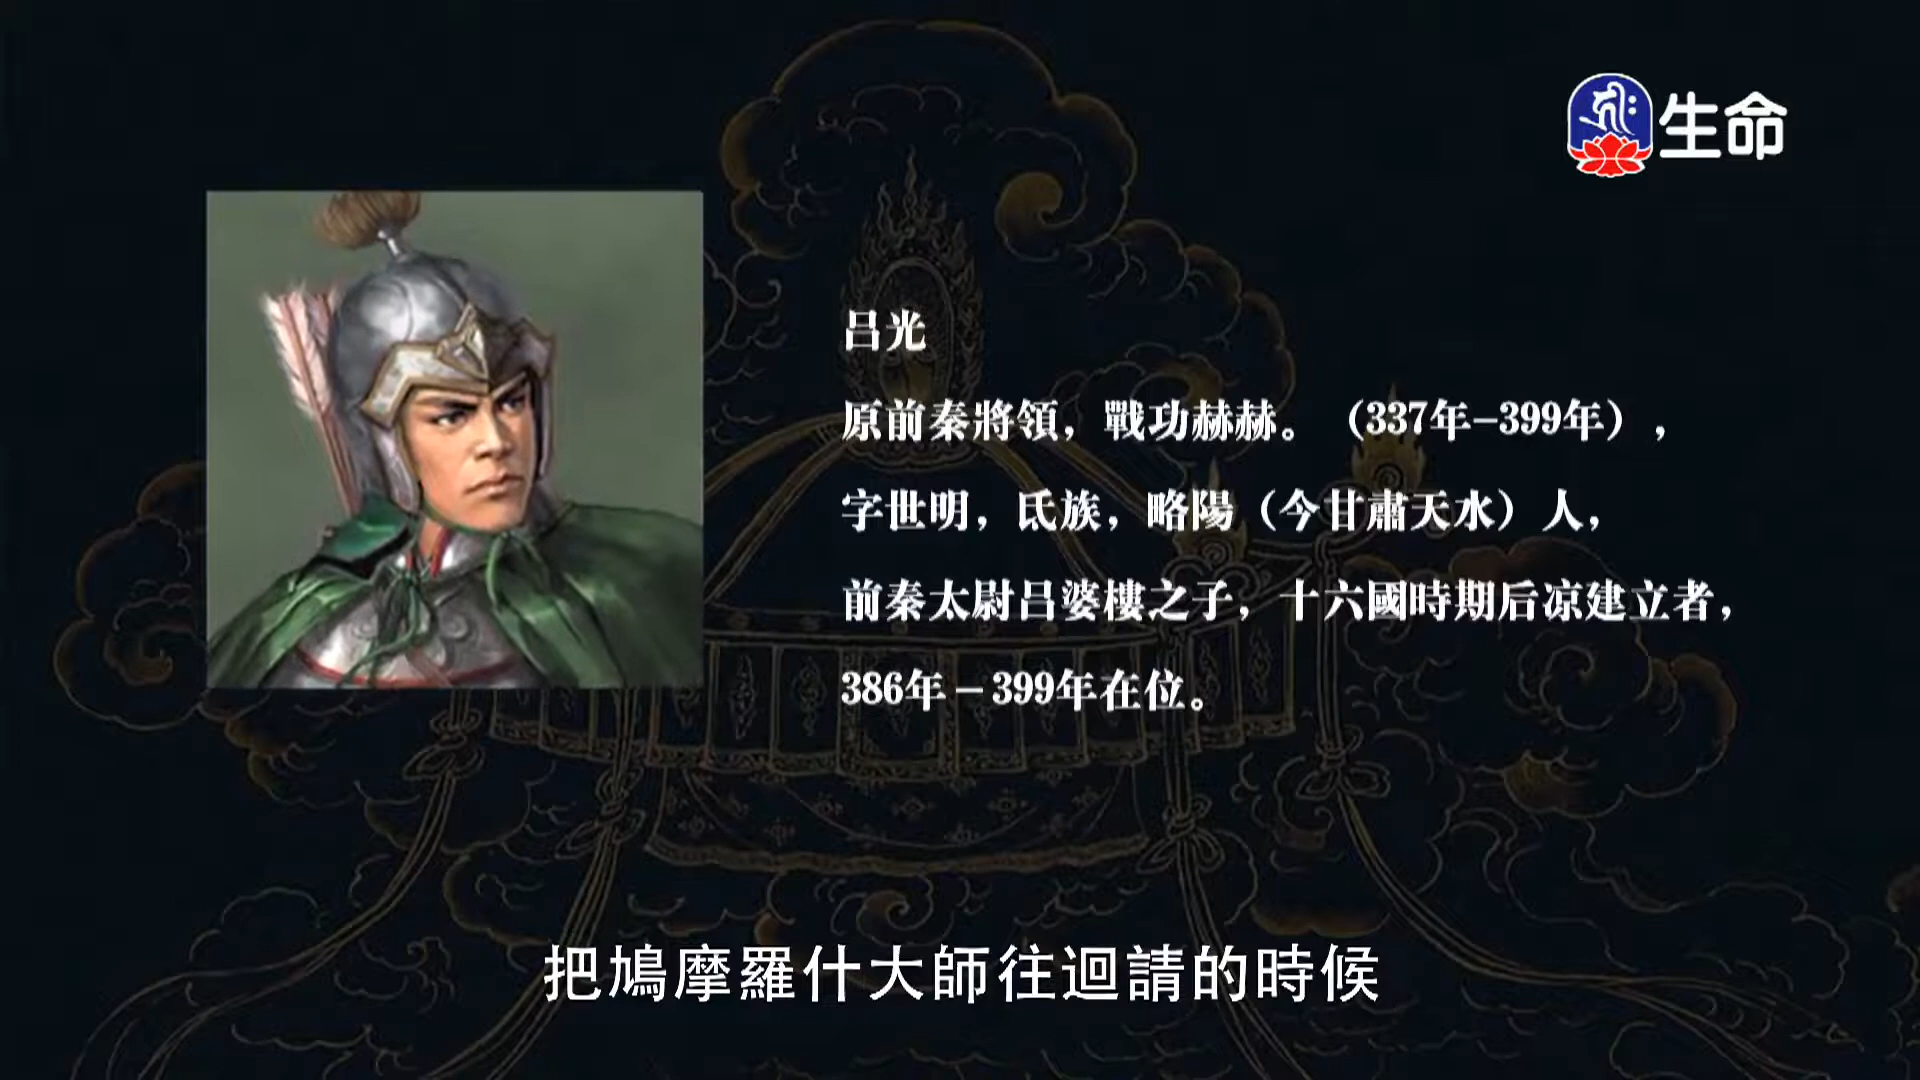 生命
吕光
原前秦將領，戰功赫赫。（337年–399年），
字世明，氐族，略陽（今甘肅天水）人，
前秦太尉吕婆樓之子，十六國時期后凉建立者，
386年–399年在位。
把鳩摩羅什大師往迴請的時候